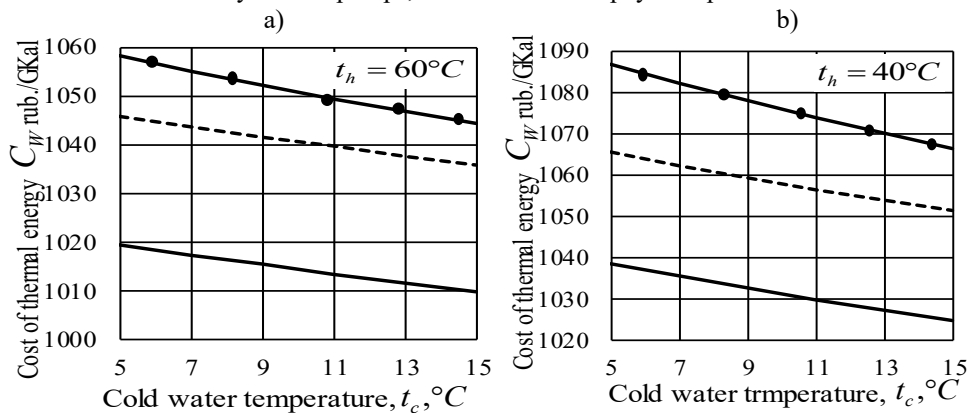 a)
b)
Cost of thermal energy C_W rub./GKal
1060
1050
1040
1030
1020
1010
1000
t_h = 60°C
5 7 9 11 13 15
Cold water temperature, t_c, °C
Cost of thermal energy C_W rub./GKal
1090
1080
1070
1060
1050
1040
1030
1020
t_h = 40°C
5 7 9 11 13 15
Cold water trmperature, t_c, °C